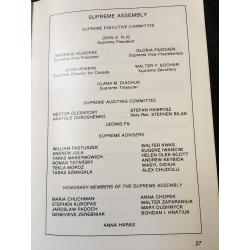 SUPREME ASSEMBLY
SUPREME EXECUTIVE COMMITTEE
JOHN O. FLIS
Supreme President
MYRON B. KUROPAS
Supreme Vice-President
GLORIA PASCHEN
Supreme Vice-Presidentess
JOHN HEWRYK
Supreme Director for Canada
WALTER Y. SOCHAN
Supreme Secretary
ULANA M. DIACHUK
Supreme Treasurer
SUPREME AUDITING COMMITTEE
NESTOR OLESNYCKY
ANATOLE DOROSHENKO
STEFAN HAWRYSZ
Very Rev. STEPHEN BILAK
LEONID FIL
SUPREME ADVISERS
WILLIAM PASTUSZEK
ANDREW JULA
TARAS MAKSYMOWICH
ROMAN TATARSKY
TEKLA MOROZ
TARAS SZMAGALA
WALTER KWAS
EUGENE IWANCIW
HELEN OLEK-SCOTT
ANDREW KEYBIDA
WASYL DIDIUK
ALEX CHUDOLIJ
HONORARY MEMBERS OF THE SUPREME ASSEMBLY
MARIA CHUCHMAN
STEPHEN KUROPAS
JAROSLAW PADOCH
GENEVIEVE ZEREBNIAK
ANNA CHOPEK
WALTER ZAPARANIUK
MARY DUSHNYCK
BOHDAN I. HNATIUK
ANNA HARAS
27